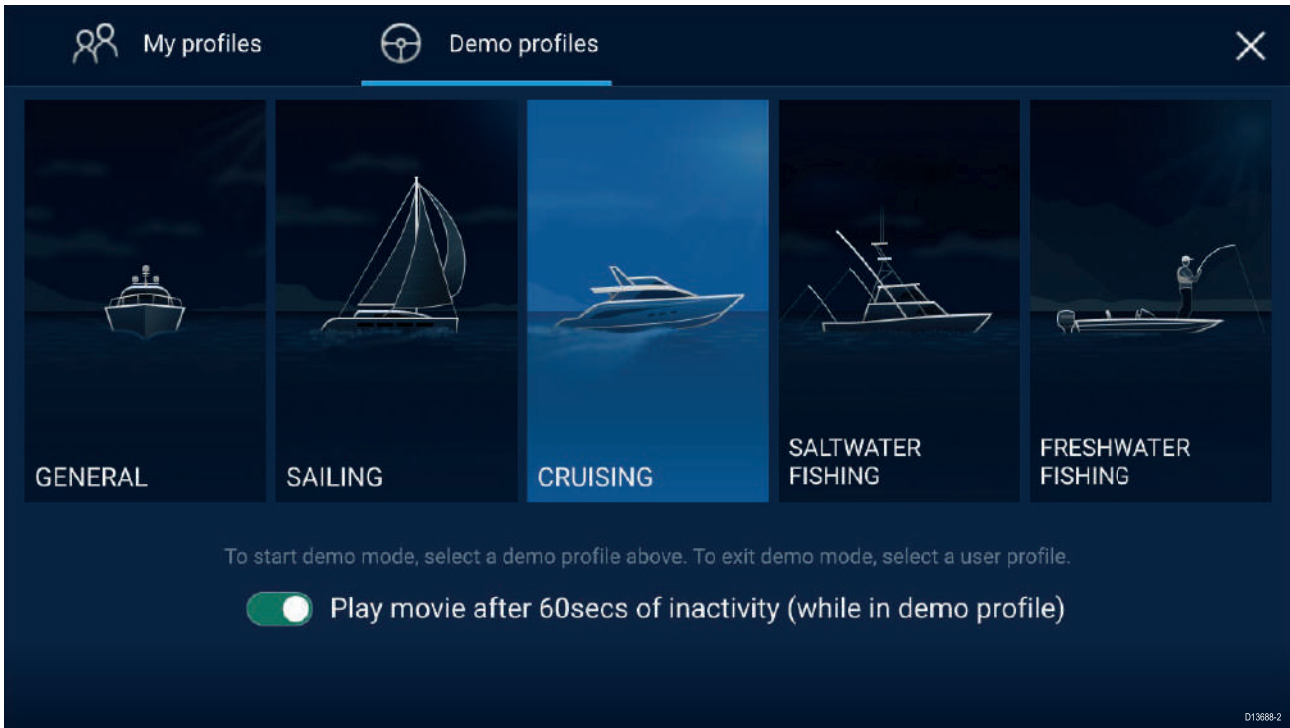 My profiles
Demo profiles
GENERAL
SAILING
CRUISING
SALTWATER
FISHING
FRESHWATER
FISHING
To start demo mode, select a demo profile above. To exit demo mode, select a user profile.
Play movie after 60secs of inactivity (while in demo profile)
D13688-2